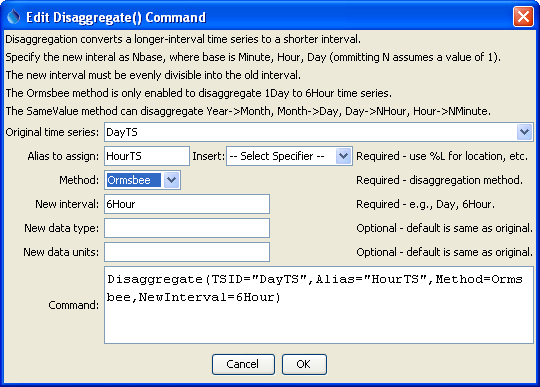 Edit Disaggregate() Command
Disaggregation converts a longer-interval time series to a shorter interval.
Specify the new interal as Nbase, where base is Minute, Hour, Day (ommitting N assumes a value of 1).
The new interval must be evenly divisible into the old interval.
The Ormsbee method is only enabled to disaggregate 1Day to 6Hour time series.
The SameValue method can disaggregate Year->Month, Month->Day, Day->NHour, Hour->NMinute.
Original time series: DayTS
Alias to assign: HourTS Insert: -- Select Specifier -- Required - use %L for location, etc.
Method: Ormsbee Required - disaggregation method.
New interval: 6Hour Required - e.g., Day, 6Hour.
New data type: Optional - default is same as original.
New data units: Optional - default is same as original.
Command: Disaggregate(TSID="DayTS",Alias="HourTS",Method=Orms
bee,NewInterval=6Hour)
Cancel OK